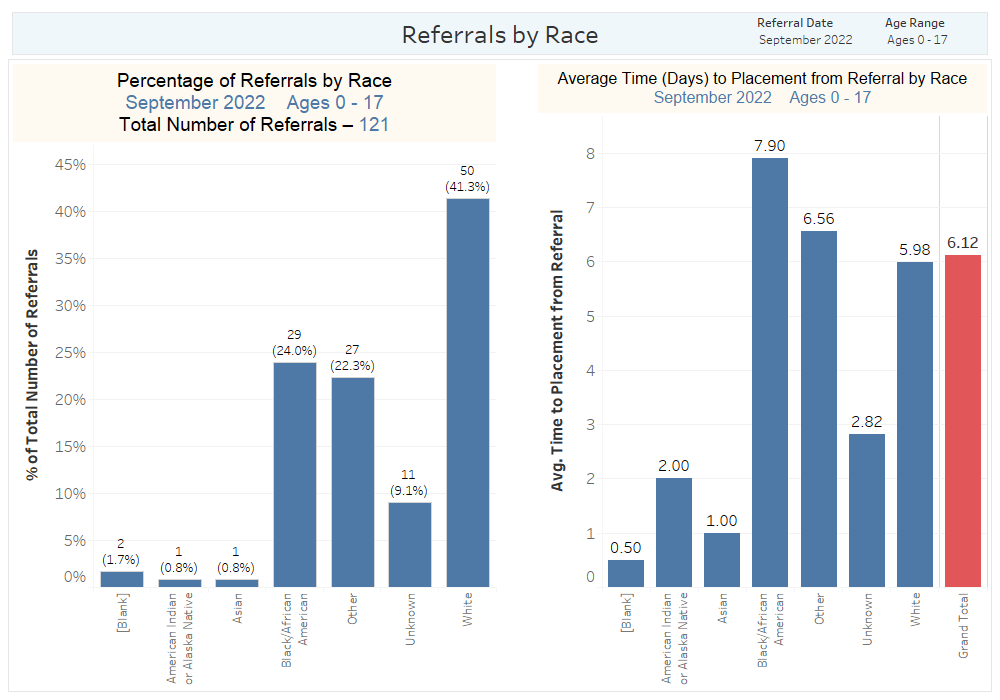 Referrals by Race
Referral Date
September 2022
Age Range
Ages 0 - 17
Percentage of Referrals by Race
September 2022 Ages 0 - 17
Total Number of Referrals – 121
% of Total Number of Referrals
45%
40%
35%
30%
25%
20%
15%
10%
5%
0%
2
(1.7%)
1
(0.8%)
1
(0.8%)
29
(24.0%)
27
(22.3%)
11
(9.1%)
50
(41.3%)
[Blank]
American Indian
or Alaska Native
Asian
Black/African
American
Other
Unknown
White
Average Time (Days) to Placement from Referral by Race
September 2022 Ages 0 - 17
Avg. Time to Placement from Referral
8
7
6
5
4
3
2
1
0
0.50
2.00
1.00
7.90
6.56
2.82
5.98
6.12
[Blank]
American Indian
or Alaska Native
Asian
Black/African
American
Other
Unknown
White
Grand Total